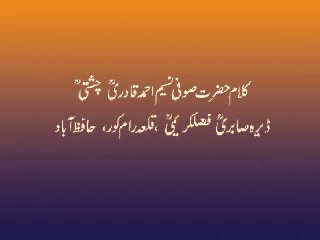 کلام حضرت صوفی نسیم احمد قادریؒ چشتیؒ
ڈیرہ صابریؒ فضلکریمیؒ ،قلعہ رام کور، حافظ آباد